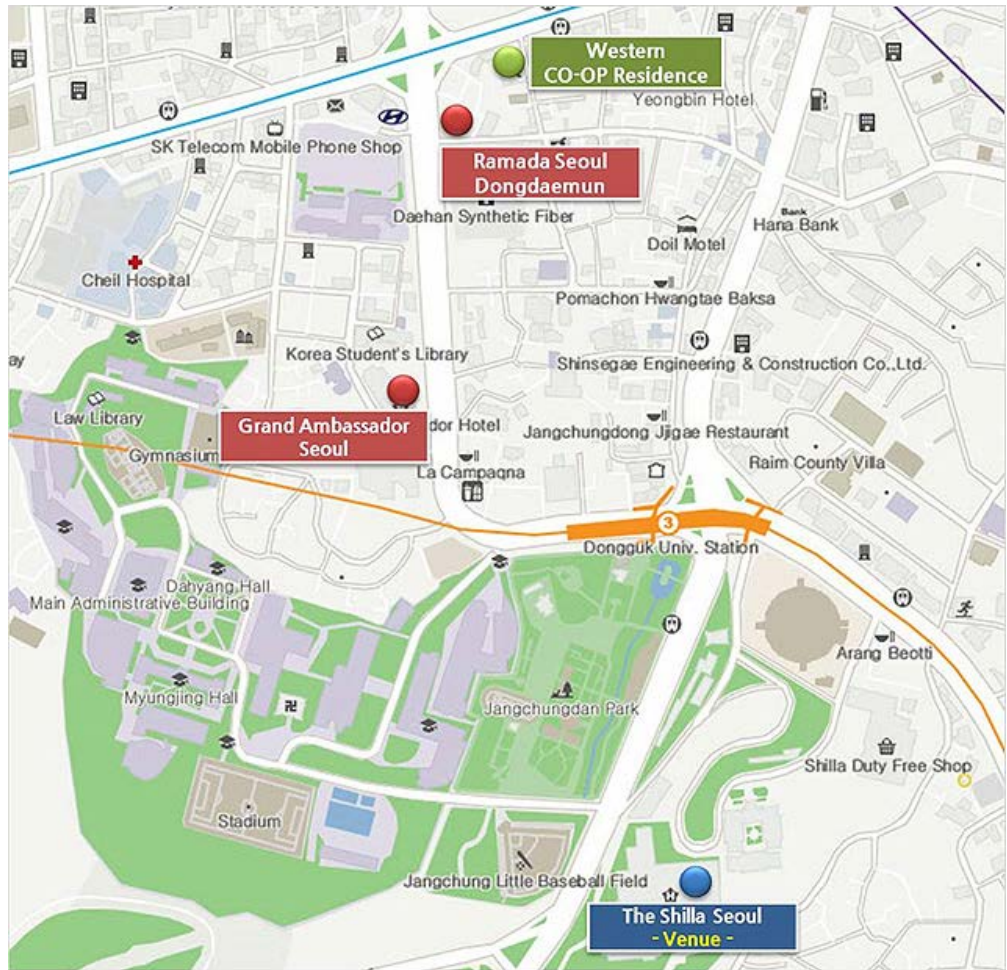 Western
CO-OP Residence
Yeongbin Hotel
SK Telecom Mobile Phone Shop
Ramada Seoul
Dongdaemun
Daehan Synthetic Fiber
Bank
Hana Bank
Doil Motel
Cheil Hospital
Pomachon Hwangtae Baksa
Korea Student's Library
Shinsegae Engineering & Construction Co.,Ltd.
ay
Law Library
Grand Ambassador
Seoul
dor Hotel
Jangchungdong Jjigae Restaurant
Gymnasium
La Campagna
Raim County Villa
3
Dongguk Univ. Station
Dahyang Hall
Main Administrative Building
Arang Beotti
Myungjing Hall
Jangchungdan Park
Shilla Duty Free Shop
Stadium
Jangchung Little Baseball Field
The Shilla Seoul
- Venue -